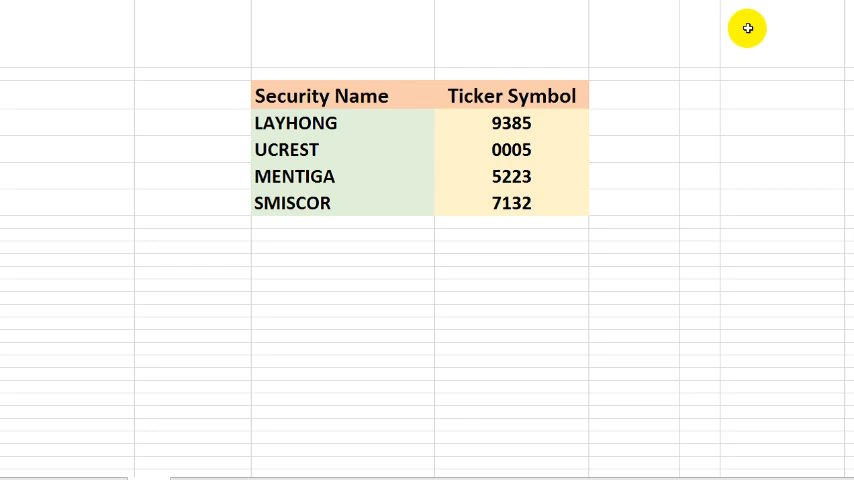 Security Name Ticker Symbol
LAYHONG 9385
UCREST 0005
MENTIGA 5223
SMISCOR 7132